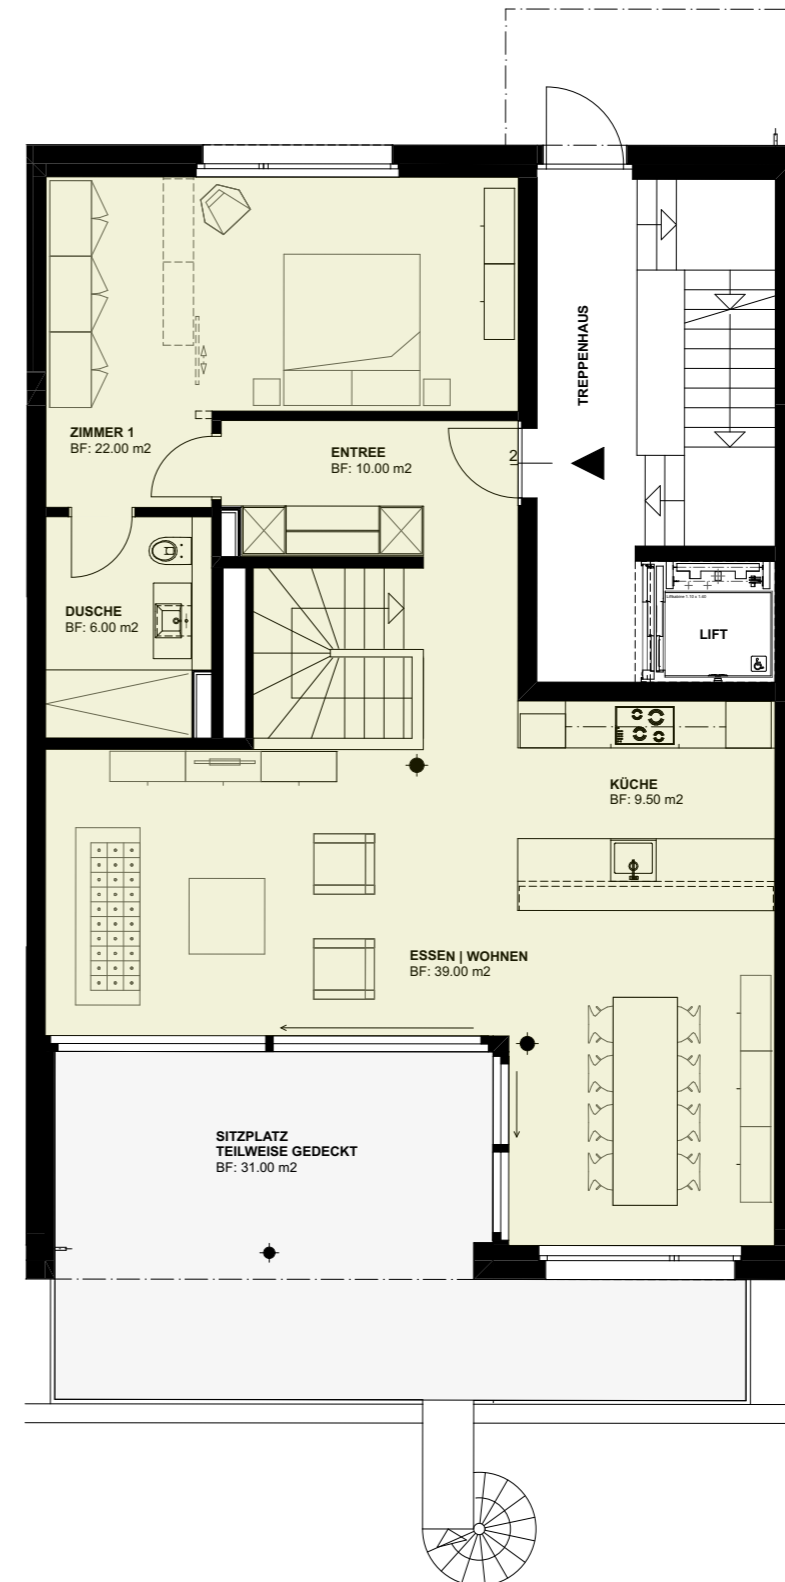 TREPPENHAUS
ZIMMER 1
BF: 22.00 m2
ENTREE
BF: 10.00 m2
2
DUSCHE
BF: 6.00 m2
LIFT
KÜCHE
BF: 9.50 m2
ESSEN | WOHNEN
BF: 39.00 m2
SITZPLATZ
TEILWEISE GEDECKT
BF: 31.00 m2